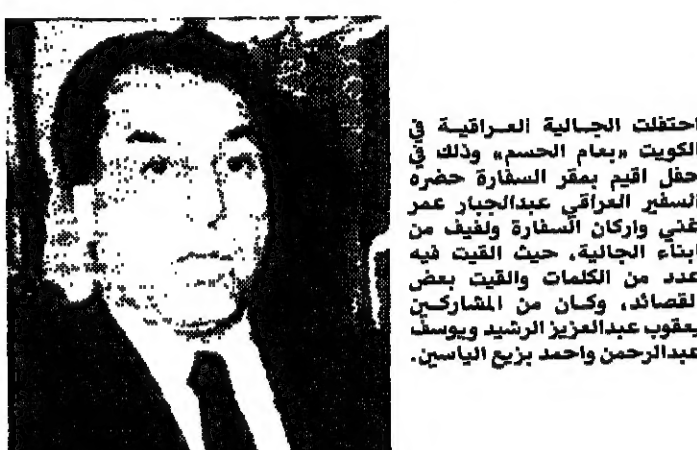 احتفلت الجالية العراقية في
الكويت «بعام الحسم» وذلك في
حفل اقيم بمقر السفارة حضره
السفير العراقي عبدالجبار عمر
غني واركان السفارة ولفيف من
ابناء الجالية، حيث القيت فيه
عدد من الكلمات والقيت بعض
القصائد، وكان من المشاركين
يعقوب عبدالعزيز الرشيد ويوسف
عبدالرحمن واحمد بزيع الياسين.